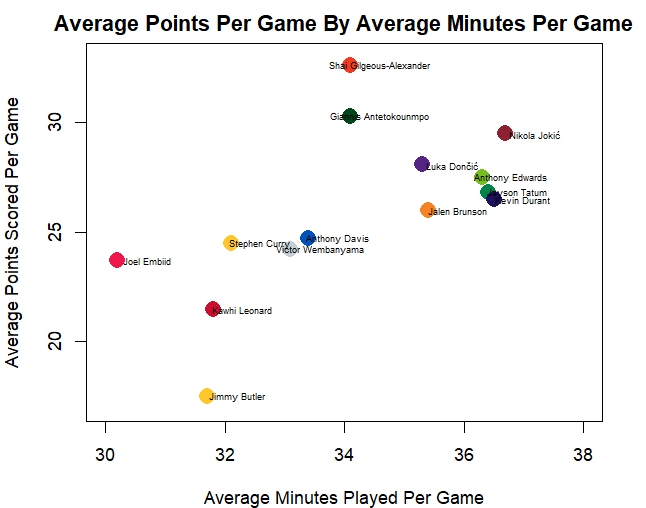 Average Points Per Game By Average Minutes Per Game
Shai Gilgeous-Alexander
Giannis Antetokounmpo
Nikola Jokić
Luka Dončić
Anthony Edwards
Jayson Tatum
Kevin Durant
Jalen Brunson
Anthony Davis
Stephen Curry
Victor Wembanyama
Joel Embiid
Kawhi Leonard
Jimmy Butler
Average Points Scored Per Game
30
25
20
30 32 34 36 38
Average Minutes Played Per Game